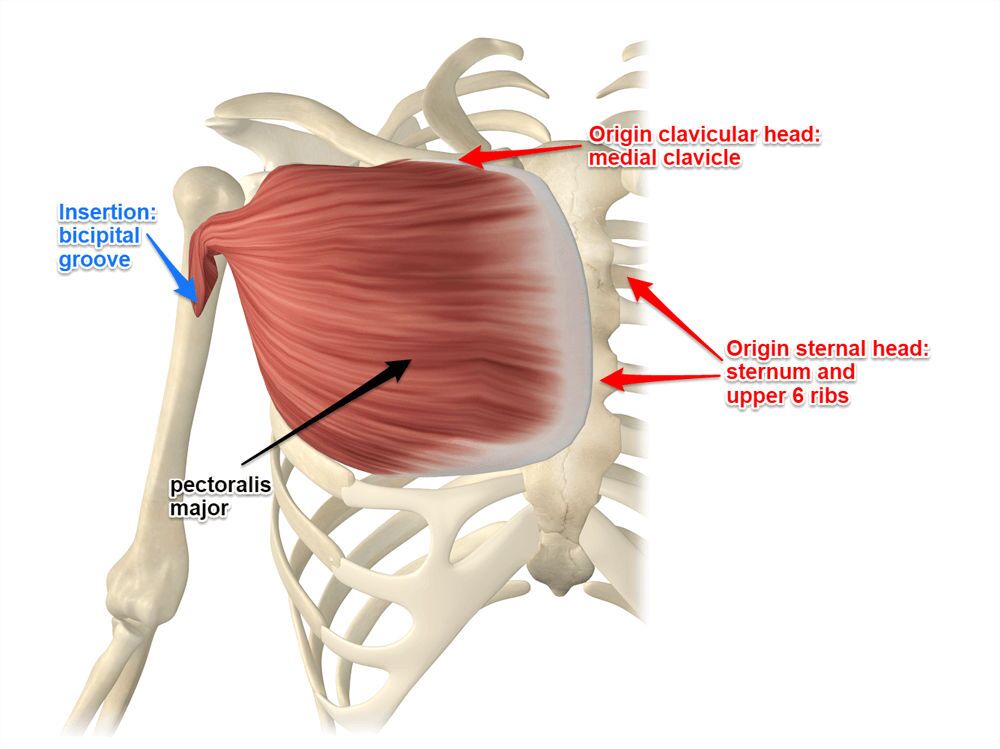 Origin clavicular head:
medial clavicle
Insertion:
bicipital
groove
Origin sternal head:
sternum and
upper 6 ribs
pectoralis
major